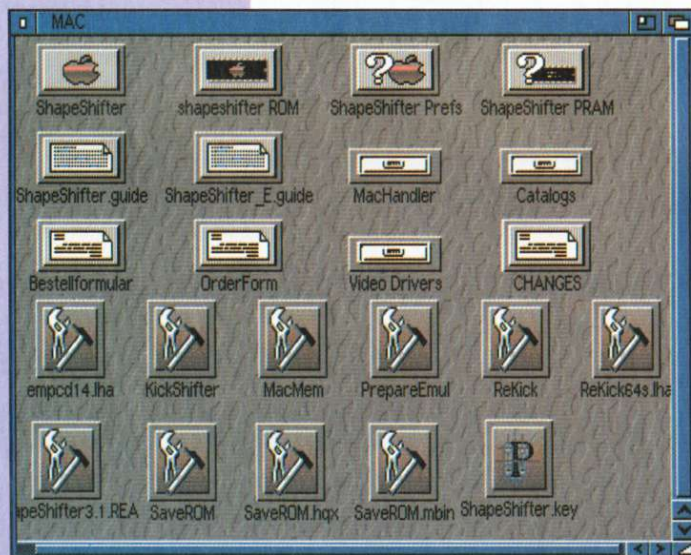 MAC
ShapeShifter shapeshifter ROM ShapeShifter Prefs ShapeShifter PRAM
ShapeShifter.guide ShapeShifter_E.guide MacHandler Catalogs
Bestellformular OrderForm Video Drivers CHANGES
empcd14.lha KickShifter MacMem PrepareEmul ReKick ReKick64s.lha
apeShifter3.1.REA SaveROM SaveROM.hqx SaveROM.mbin ShapeShifter.key